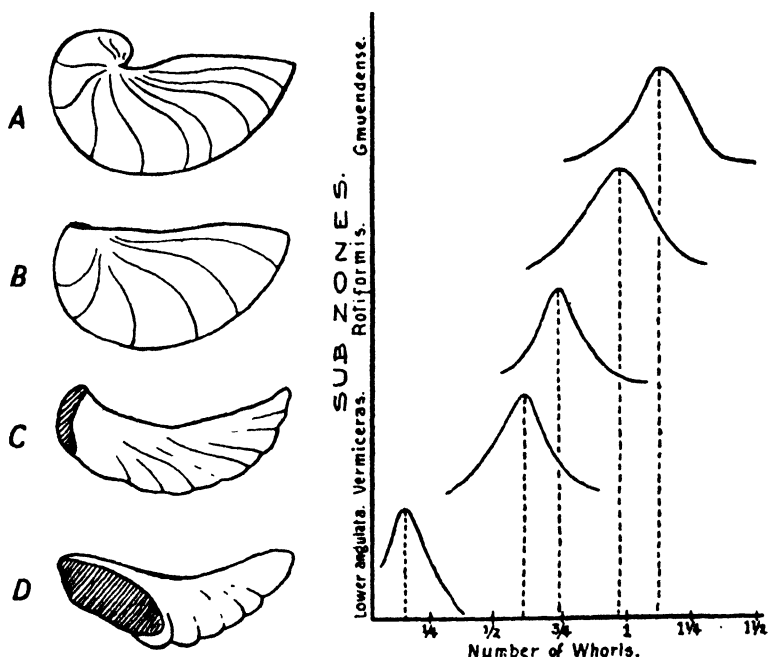 A
B
C
D
SUB ZONES.
Gmuendense.
Rotiformis.
Vermiceras.
Lower angulata.
1/4 1/2 3/4 1 1 1/4 1 1/2
Number of Whorls.